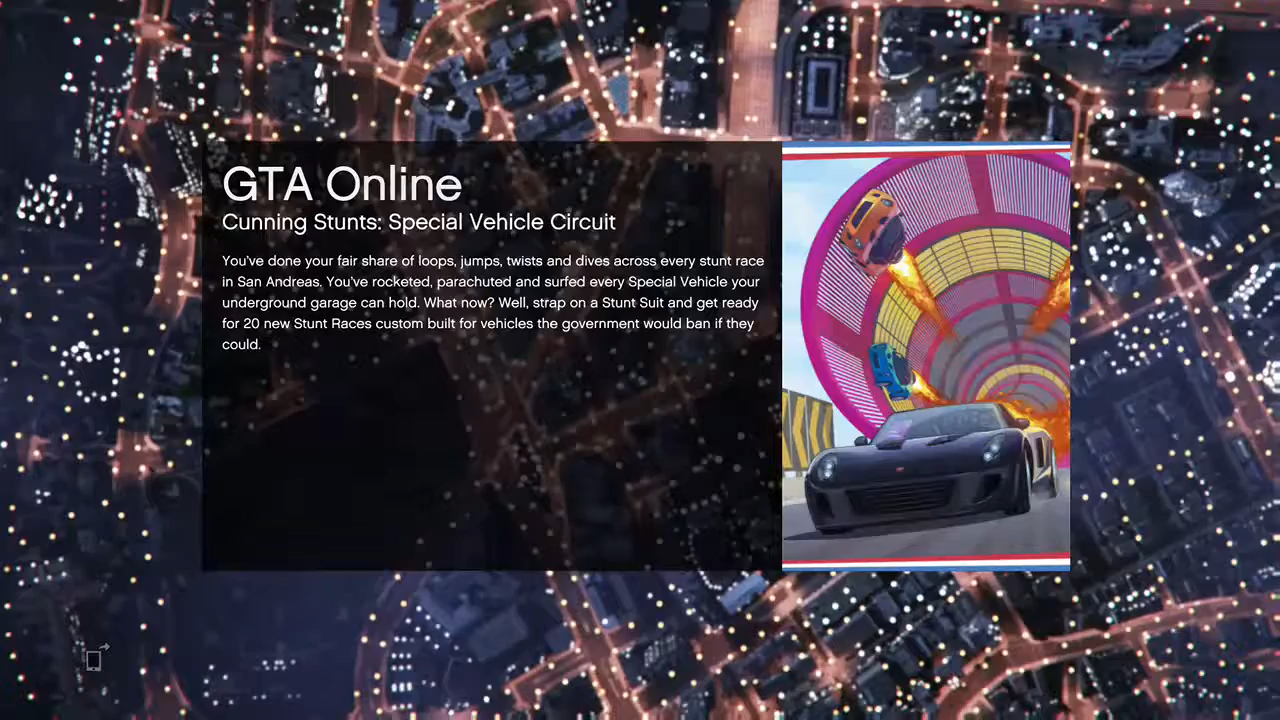 GTA Online
Cunning Stunts: Special Vehicle Circuit
You've done your fair share of loops, jumps, twists and dives across every stunt race
in San Andreas. You've rocketed, parachuted and surfed every Special Vehicle your
underground garage can hold. What now? Well, strap on a Stunt Suit and get ready
for 20 new Stunt Races custom built for vehicles the government would ban if they
could.